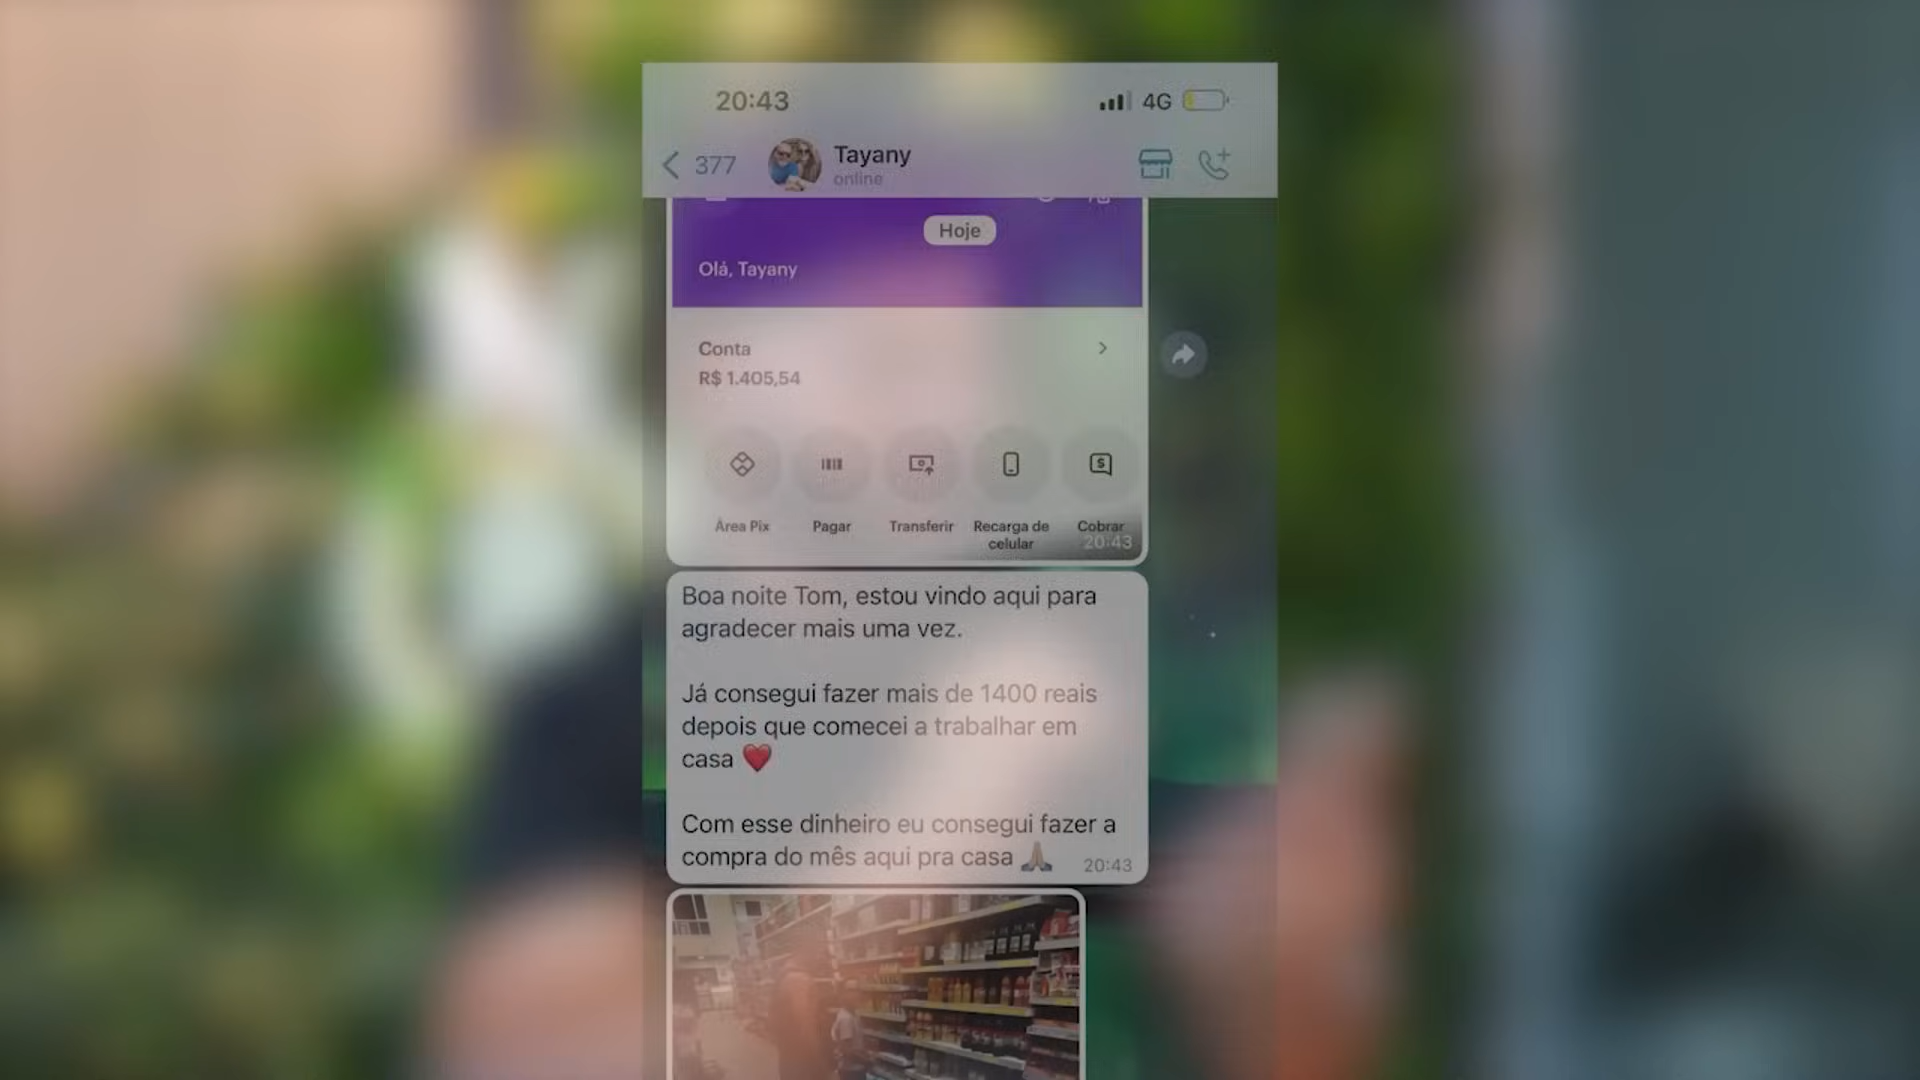 20:43
4G
377
Tayany
online
Hoje
Olá, Tayany
Conta
R$ 1.405,54
Área Pix
Pagar
Transferir
Recarga de
celular
Cobrar
20:43
Boa noite Tom, estou vindo aqui para
agradecer mais uma vez.
Já consegui fazer mais de 1400 reais
depois que comecei a trabalhar em
casa ❤️
Com esse dinheiro eu consegui fazer a
compra do mês aqui pra casa 🙏🏼
20:43